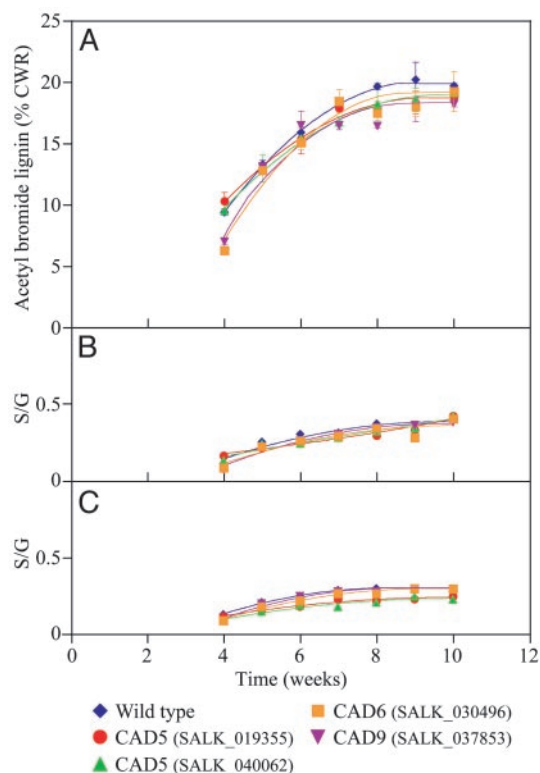 A
25
20
15
10
5
0
Acetyl bromide lignin (% CWR)
B
0.5
0
S/G
C
0.5
0
S/G
0 2 4 6 8 10 12
Time (weeks)
Wild type
CAD5 (SALK_019355)
CAD5 (SALK_040062)
CAD6 (SALK_030496)
CAD9 (SALK_037853)